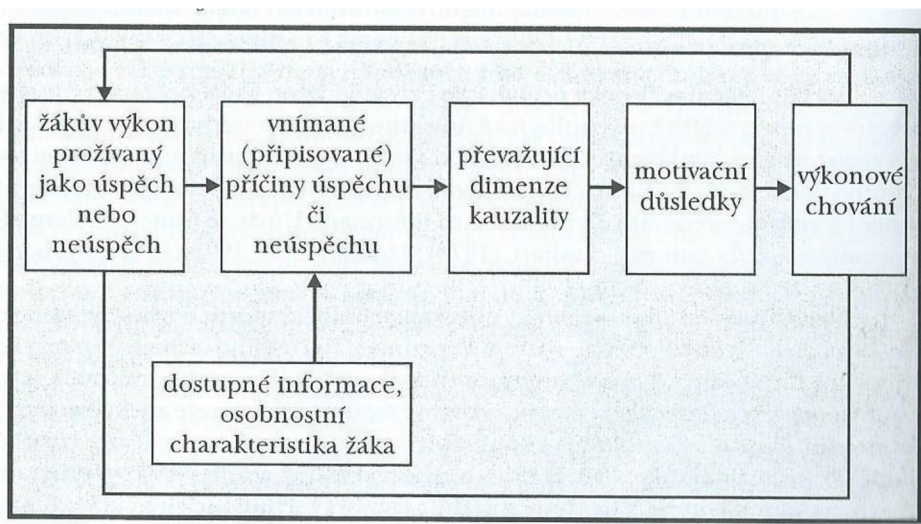 žákův výkon
prožívaný
jako úspěch
nebo
neúspěch
vnímané
(připisované)
příčiny úspěchu
či
neúspěchu
převažující
dimenze
kauzality
motivační
důsledky
výkonové
chování
dostupné informace,
osobnostní
charakteristika žáka